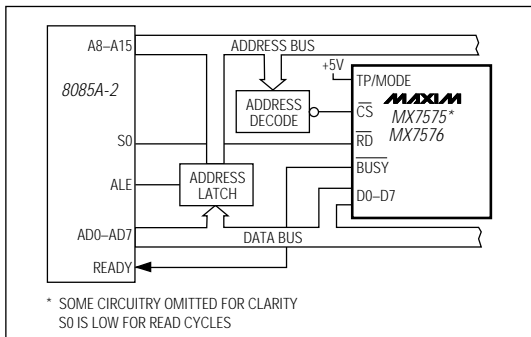 A8–A15
ADDRESS BUS
+5V
TP/MODE
8085A-2
MAXIM
ADDRESS
DECODE
CS
MX7575*
MX7576
S0
RD
ADDRESS
LATCH
BUSY
ALE
D0–D7
AD0–AD7
DATA BUS
READY
* SOME CIRCUITRY OMITTED FOR CLARITY
S0 IS LOW FOR READ CYCLES